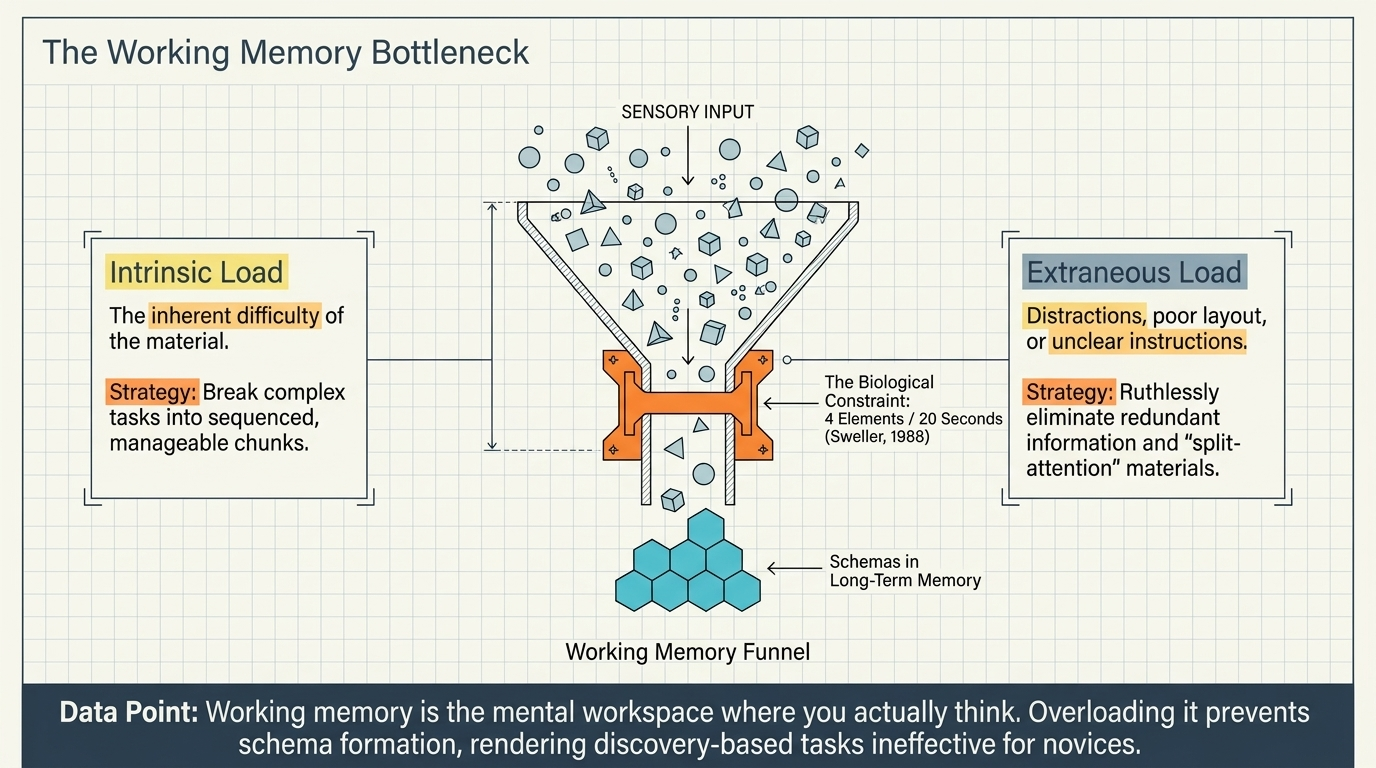 The Working Memory Bottleneck
SENSORY INPUT
Intrinsic Load
The inherent difficulty of
the material.
Strategy: Break complex
tasks into sequenced,
manageable chunks.
Extraneous Load
Distractions, poor layout,
or unclear instructions.
Strategy: Ruthlessly
eliminate redundant
information and “split-
attention” materials.
The Biological
Constraint:
4 Elements / 20 Seconds
(Sweller, 1988)
Schemas in
Long-Term Memory
Working Memory Funnel
Data Point: Working memory is the mental workspace where you actually think. Overloading it prevents
schema formation, rendering discovery-based tasks ineffective for novices.